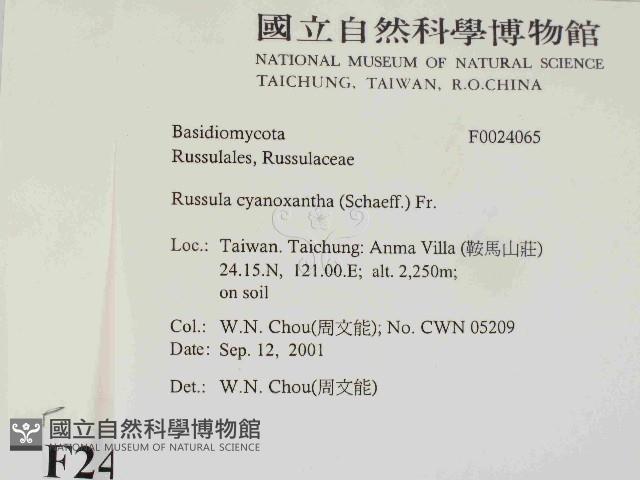 國立自然科學博物館
NATIONAL MUSEUM OF NATURAL SCIENCE
TAICHUNG, TAIWAN, R.O.CHINA
Basidiomycota F0024065
Russulales, Russulaceae
Russula cyanoxantha (Schaeff.) Fr.
Loc.: Taiwan. Taichung: Anma Villa (鞍馬山莊)
24.15.N, 121.00.E; alt. 2,250m;
on soil
Col.: W.N. Chou(周文能); No. CWN 05209
Date: Sep. 12, 2001
Det.: W.N. Chou(周文能)
國立自然科學博物館
NATIONAL MUSEUM OF NATURAL SCIENCE
F24